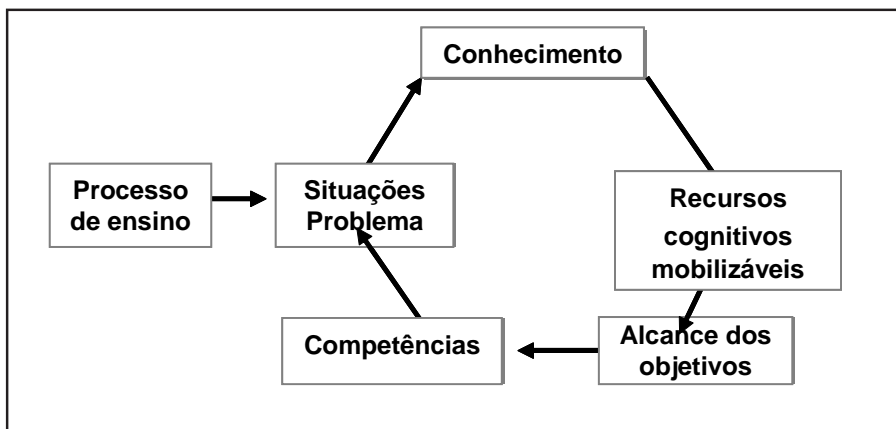 Conhecimento
Processo
de ensino
Situações
Problema
Recursos
cognitivos
mobilizáveis
Alcance dos
objetivos
Competências